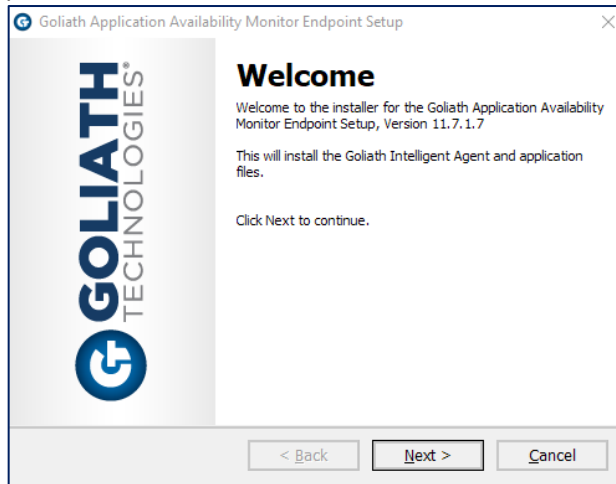 Goliath Application Availability Monitor Endpoint Setup
GOLIATH
TECHNOLOGIES®
Welcome
Welcome to the installer for the Goliath Application Availability
Monitor Endpoint Setup, Version 11.7.1.7
This will install the Goliath Intelligent Agent and application
files.
Click Next to continue.
< Back
Next >
Cancel